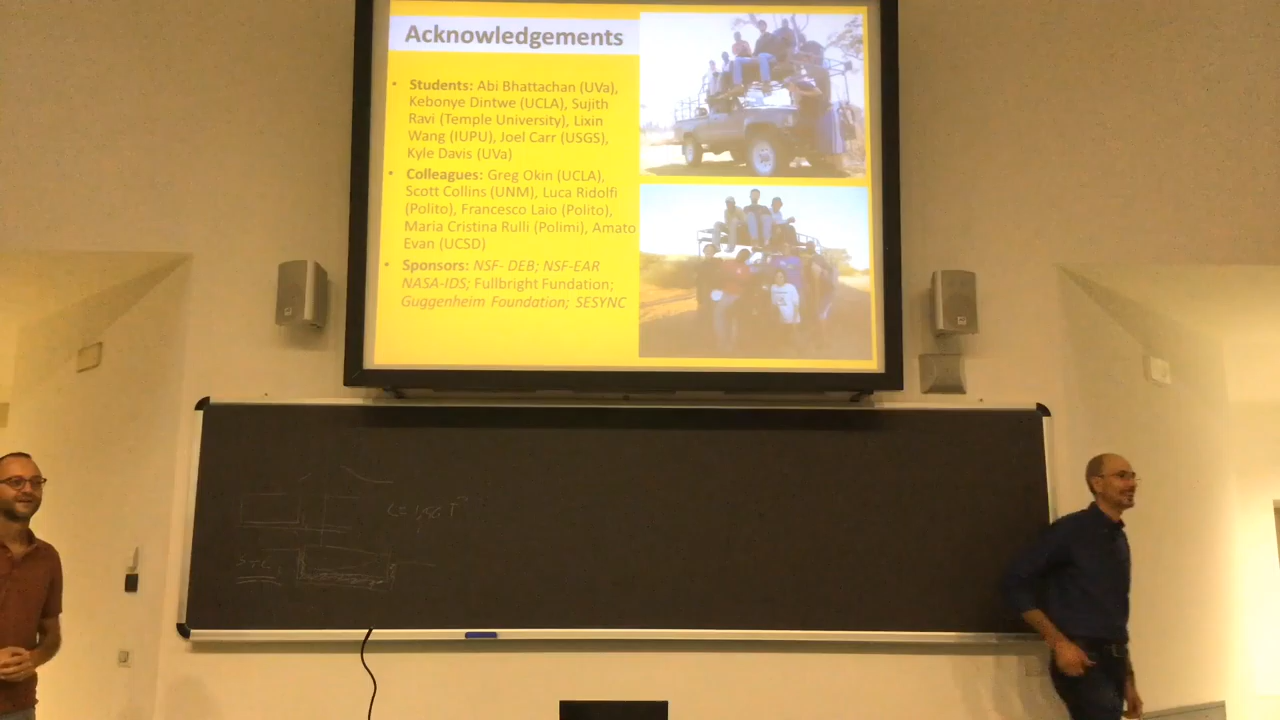 Acknowledgements
• Students: Abi Bhattachan (UVa),
Kebonye Dintwe (UCLA), Sujith
Ravi (Temple University), Lixin
Wang (IUPU), Joel Carr (USGS),
Kyle Davis (UVa)
• Colleagues: Greg Okin (UCLA),
Scott Collins (UNM), Luca Ridolfi
(Polito), Francesco Laio (Polito),
Maria Cristina Rulli (Polimi), Amato
Evan (UCSD)
• Sponsors: NSF- DEB; NSF-EAR
NASA-IDS; Fullbright Fundation;
Guggenheim Foundation; SESYNC